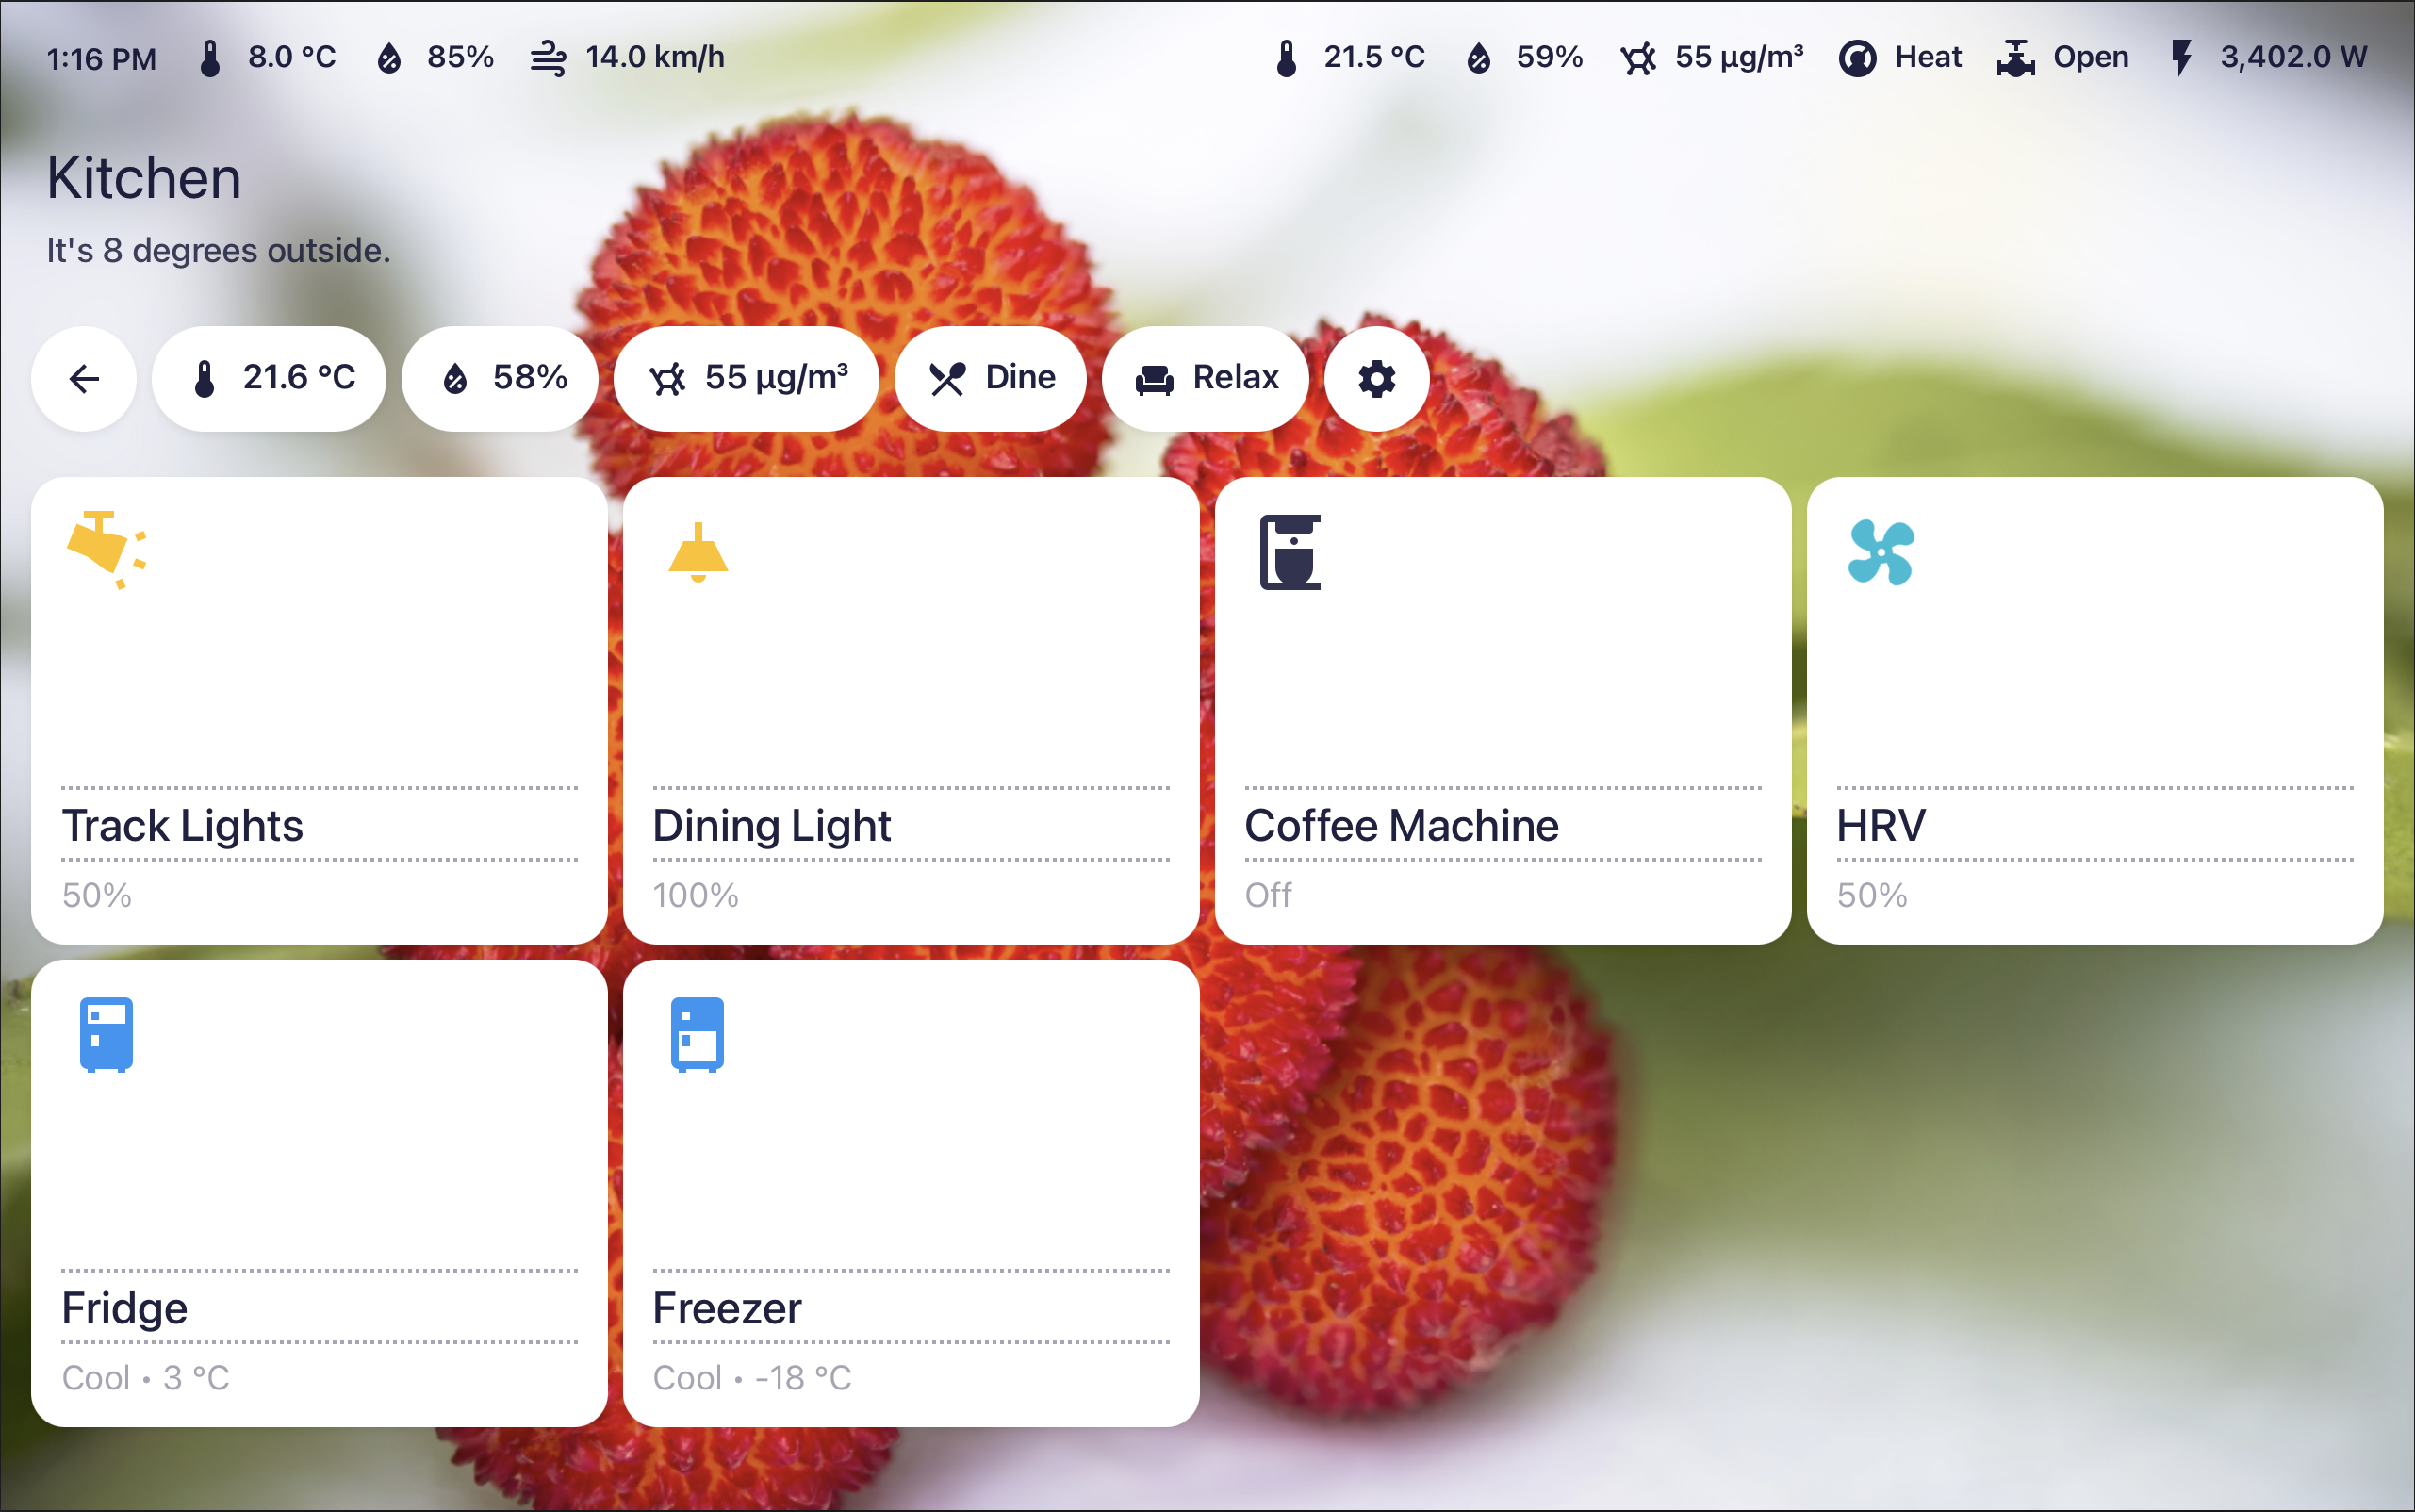 1:16 PM 8.0 °C 85% 14.0 km/h 21.5 °C 59% 55 µg/m³ Heat Open 3,402.0 W
Kitchen
It's 8 degrees outside.
21.6 °C 58% 55 µg/m³ Dine Relax
Track Lights
50%
Dining Light
100%
Coffee Machine
Off
HRV
50%
Fridge
Cool • 3 °C
Freezer
Cool • -18 °C